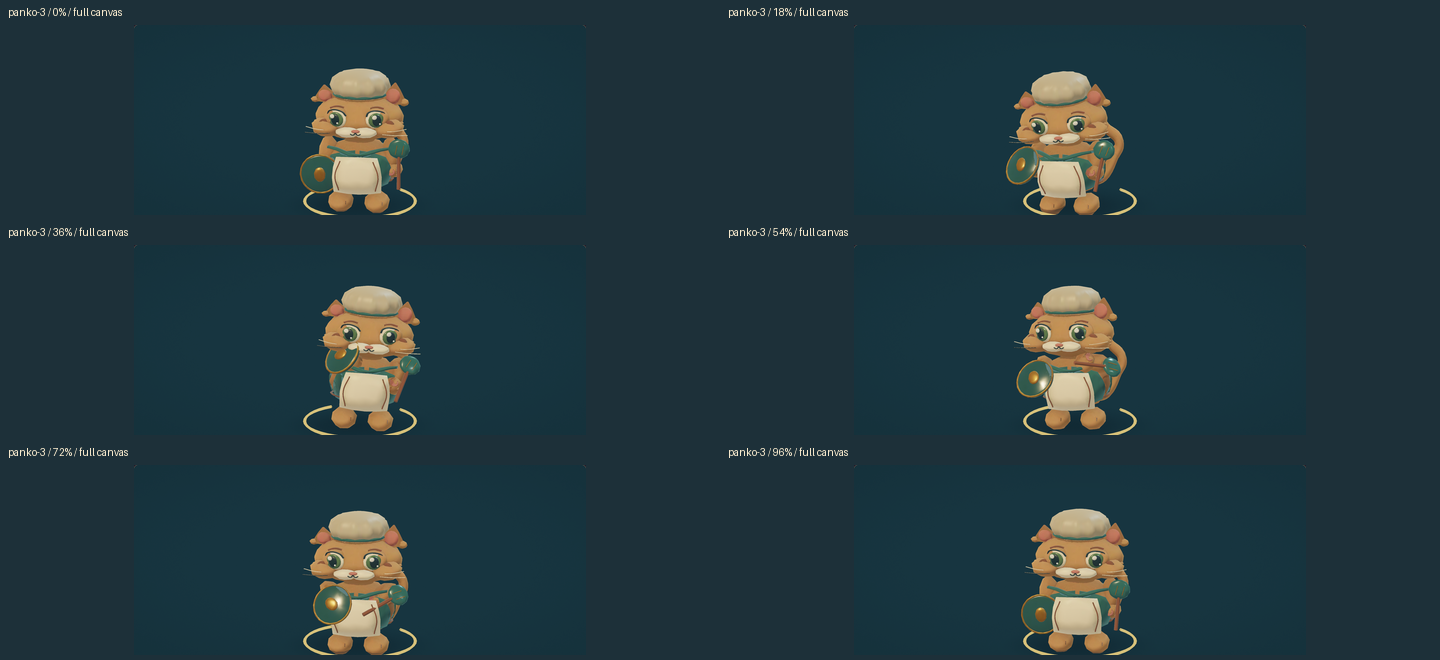 panko-3 / 0% / full canvas
panko-3 / 18% / full canvas
panko-3 / 36% / full canvas
panko-3 / 54% / full canvas
panko-3 / 72% / full canvas
panko-3 / 96% / full canvas